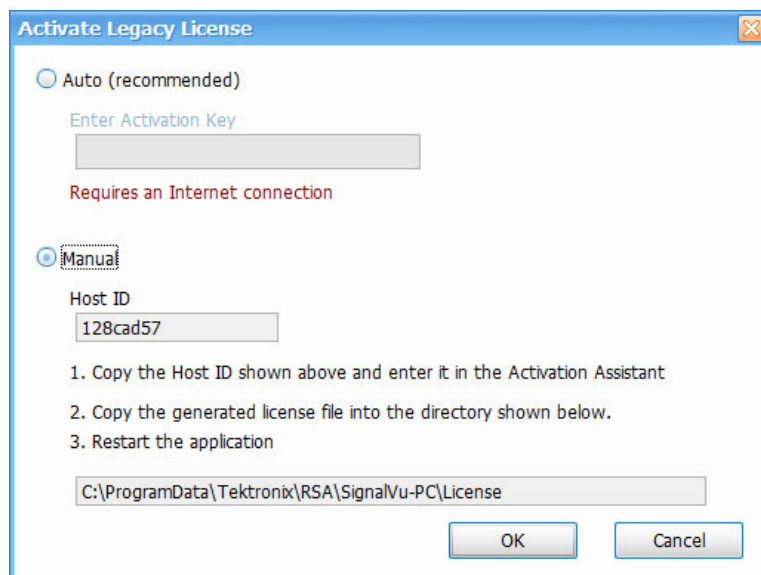 Activate Legacy License
Auto (recommended)
Enter Activation Key
Requires an Internet connection
Manual
Host ID
128cad57
1. Copy the Host ID shown above and enter it in the Activation Assistant
2. Copy the generated license file into the directory shown below.
3. Restart the application
C:\ProgramData\Tektronix\RSA\SignalVu-PC\License
OK
Cancel